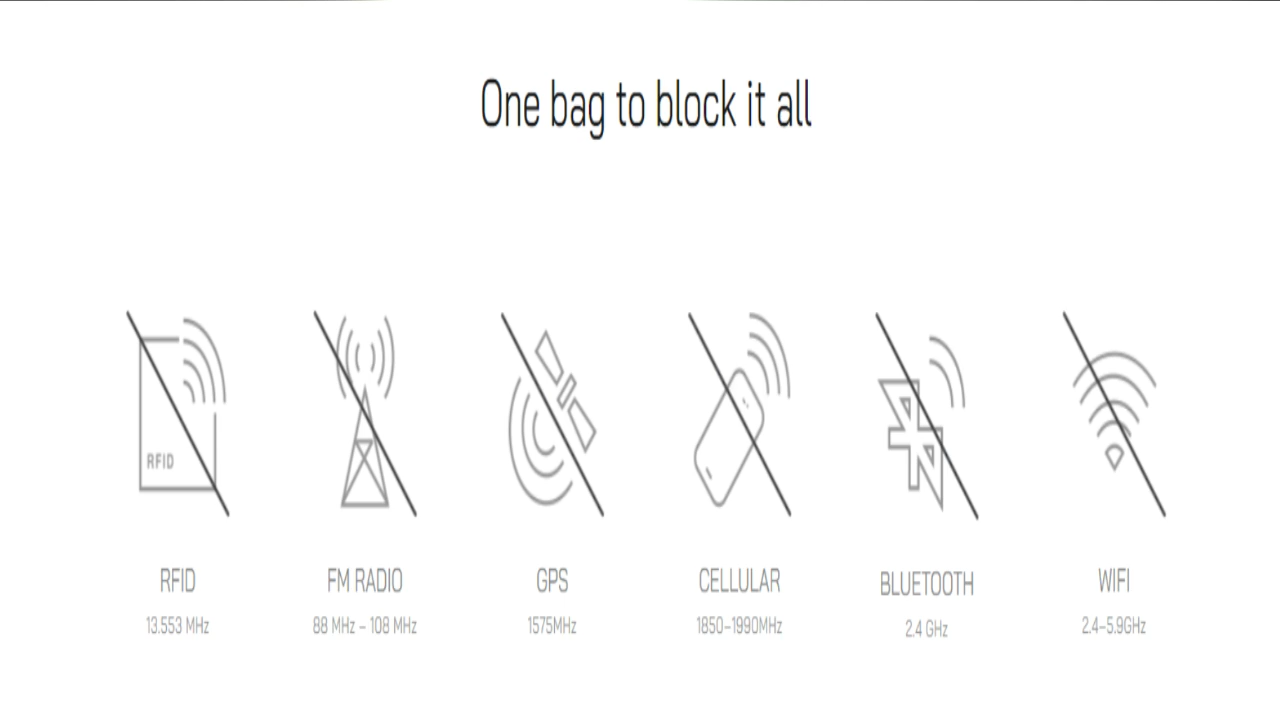 One bag to block it all
RFID
RFID
FM RADIO
GPS
CELLULAR
BLUETOOTH
WIFI
13.553 MHz
88 MHz – 108 MHz
1575MHz
1850–1990MHz
2.4 GHz
2.4–5.9GHz